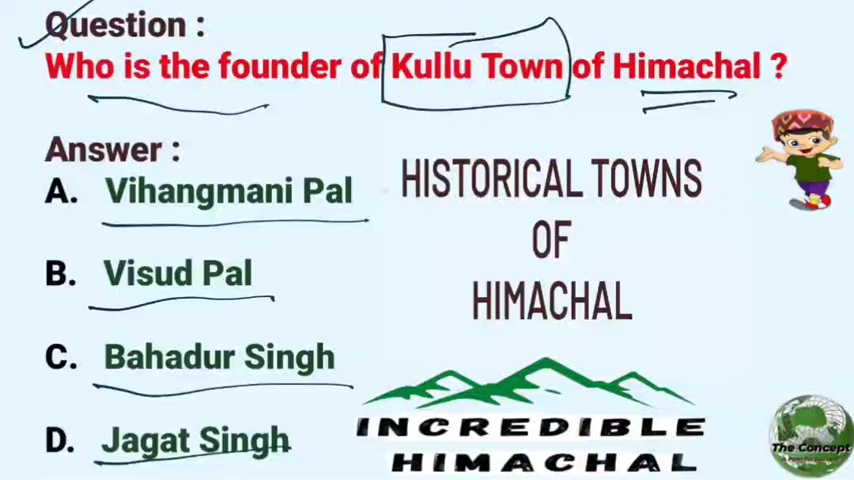 Question :
Who is the founder of Kullu Town of Himachal ?
Answer :
A. Vihangmani Pal
B. Visud Pal
C. Bahadur Singh
D. Jagat Singh
HISTORICAL TOWNS
OF
HIMACHAL
INCREDIBLE
HIMACHAL
The Concept